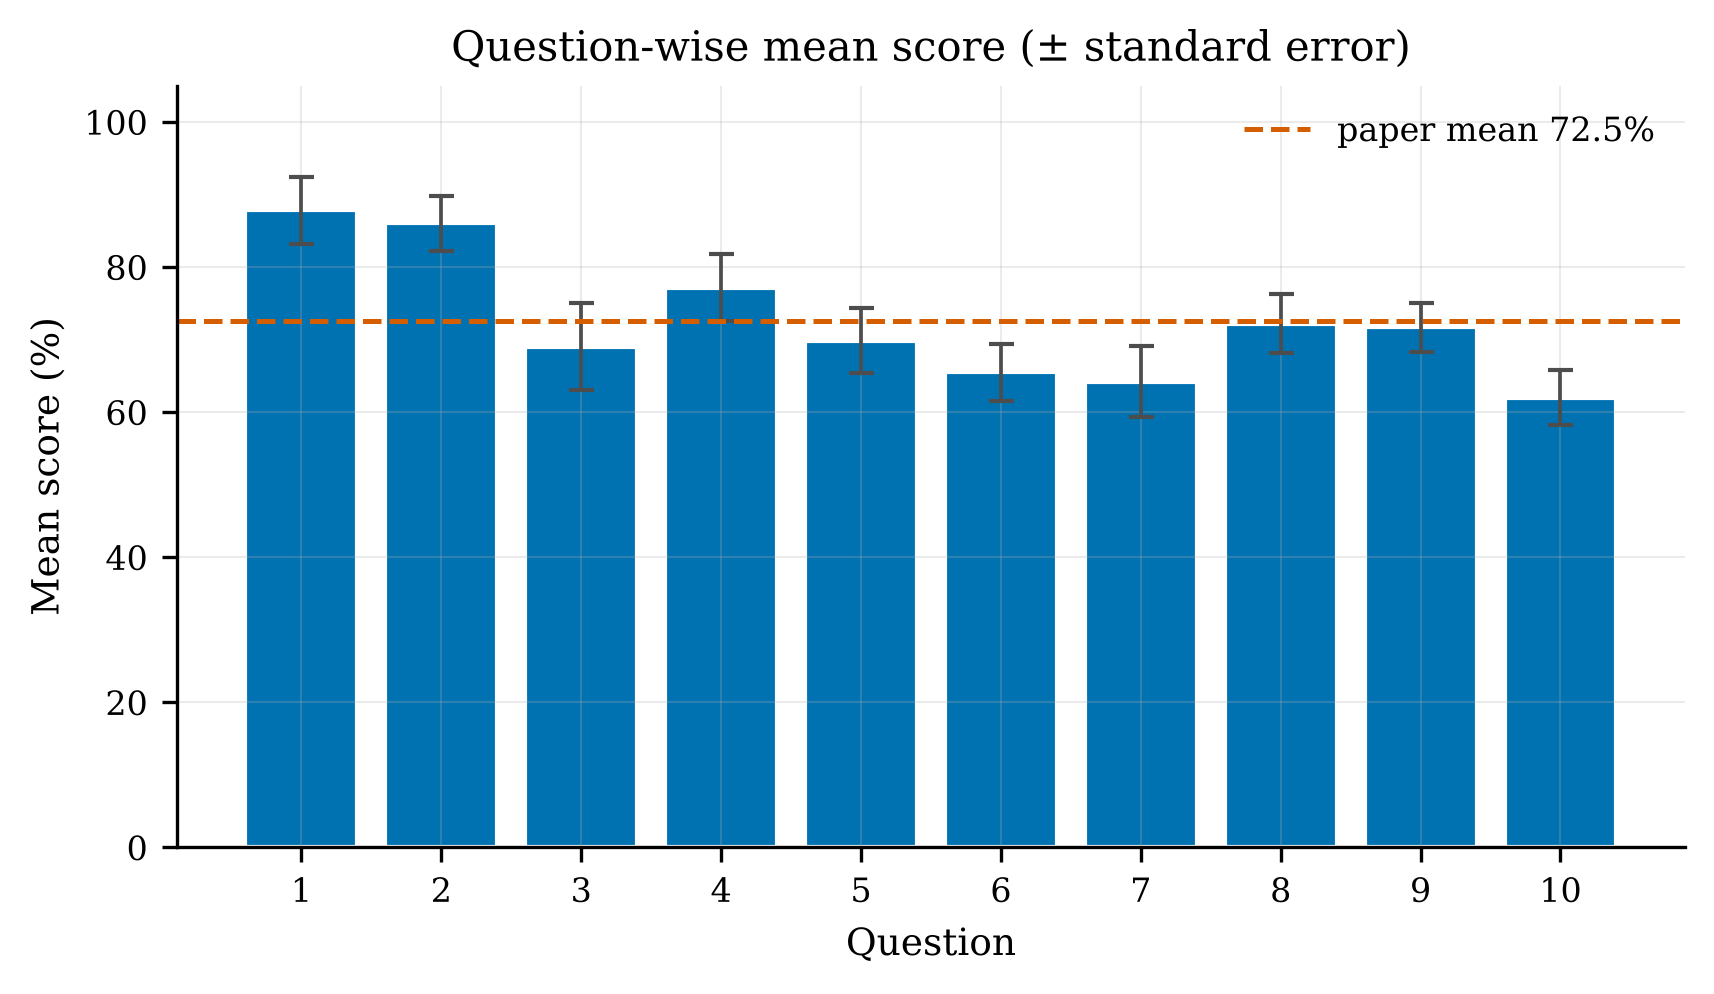 Question-wise mean score (± standard error)
paper mean 72.5%
Mean score (%)
100
80
60
40
20
0
1 2 3 4 5 6 7 8 9 10
Question